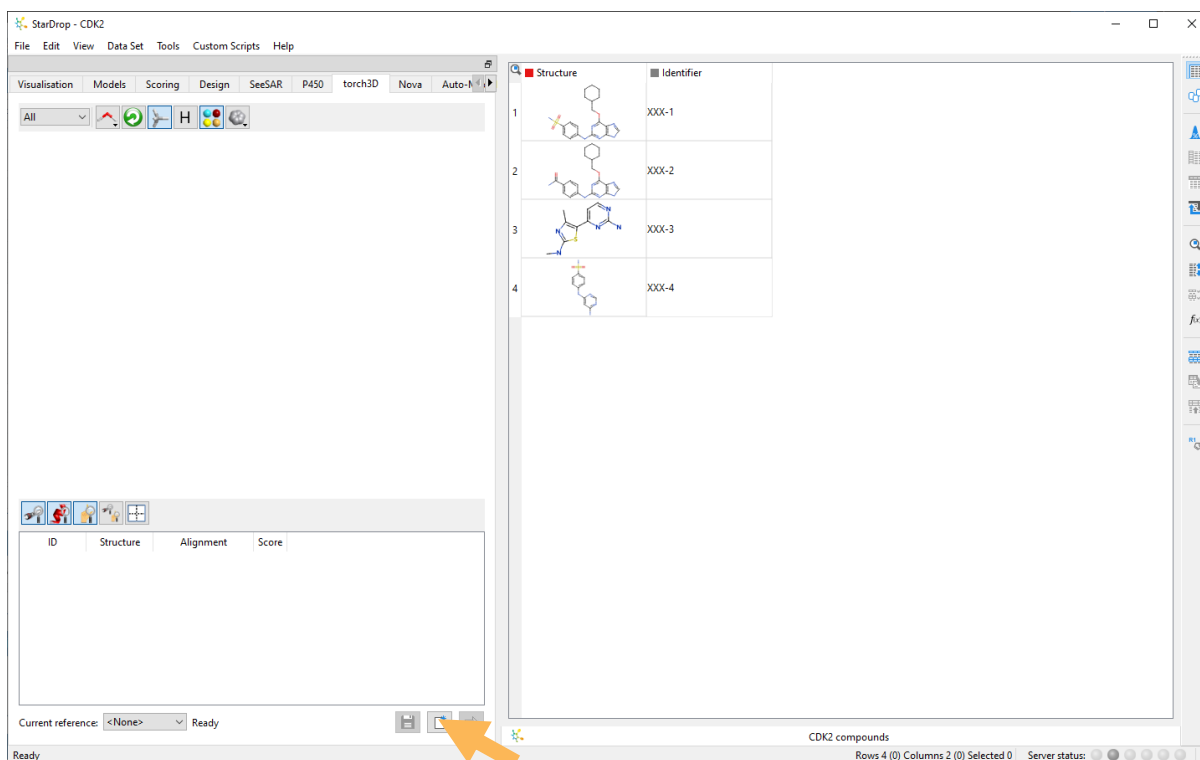 StarDrop - CDK2
File Edit View Data Set Tools Custom Scripts Help
Visualisation Models Scoring Design SeeSAR P450 torch3D Nova
All
H
Structure Identifier
1 XXX-1
2 XXX-2
3 XXX-3
4 XXX-4
ID Structure Alignment Score
Current reference: <None> Ready
CDK2 compounds
Ready
Rows 4 (0) Columns 2 (0) Selected 0 Server status: